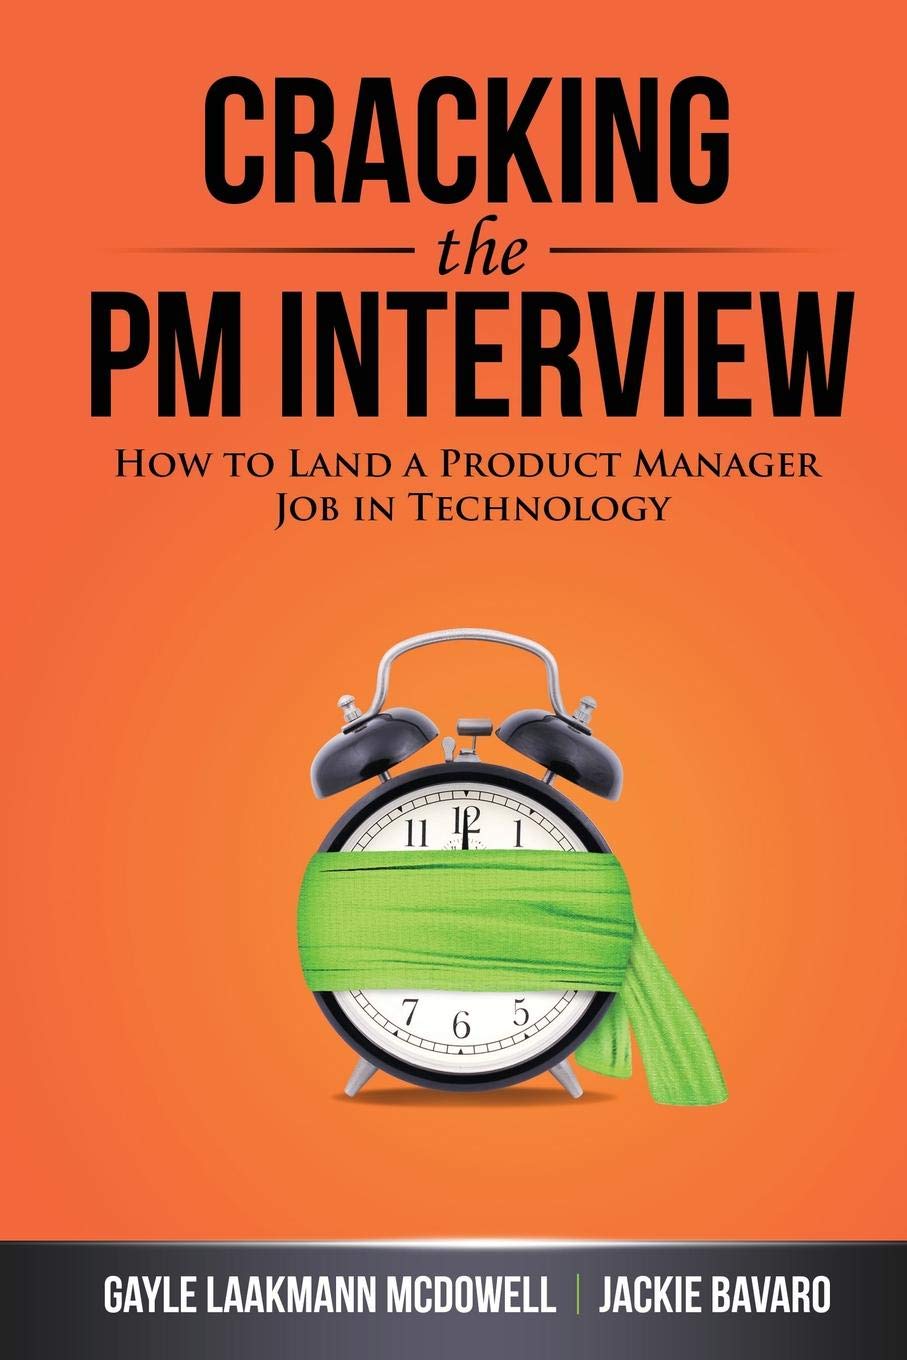 CRACKING
the
PM INTERVIEW
HOW TO LAND A PRODUCT MANAGER
JOB IN TECHNOLOGY
11 12 1
7 6 5
GAYLE LAAKMANN MCDOWELL | JACKIE BAVARO